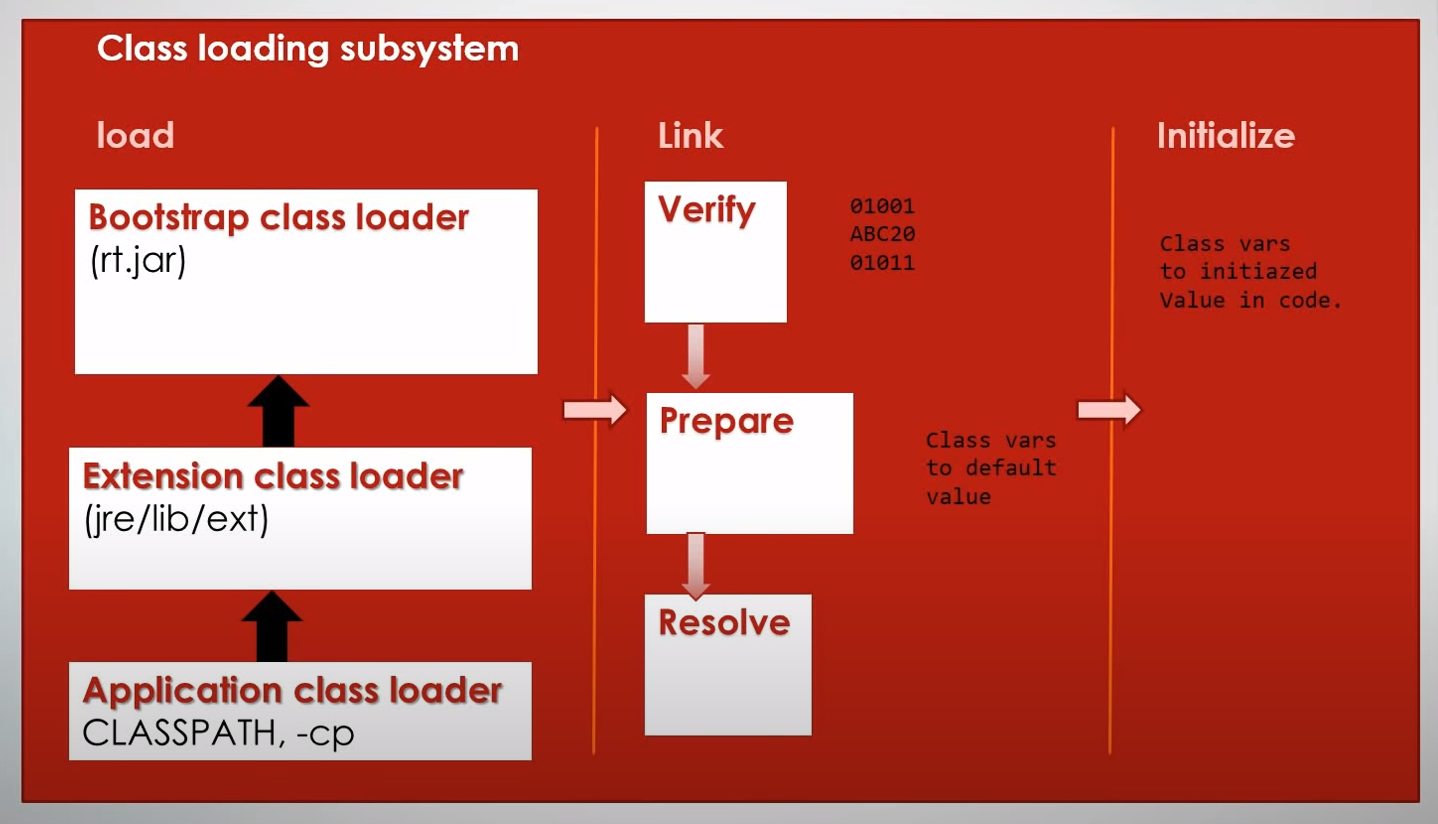 Class loading subsystem
load
Bootstrap class loader
(rt.jar)
Extension class loader
(jre/lib/ext)
Application class loader
CLASSPATH, -cp
Link
Verify
01001
ABC20
01011
Prepare
Class vars
to default
value
Resolve
Initialize
Class vars
to initiazed
Value in code.